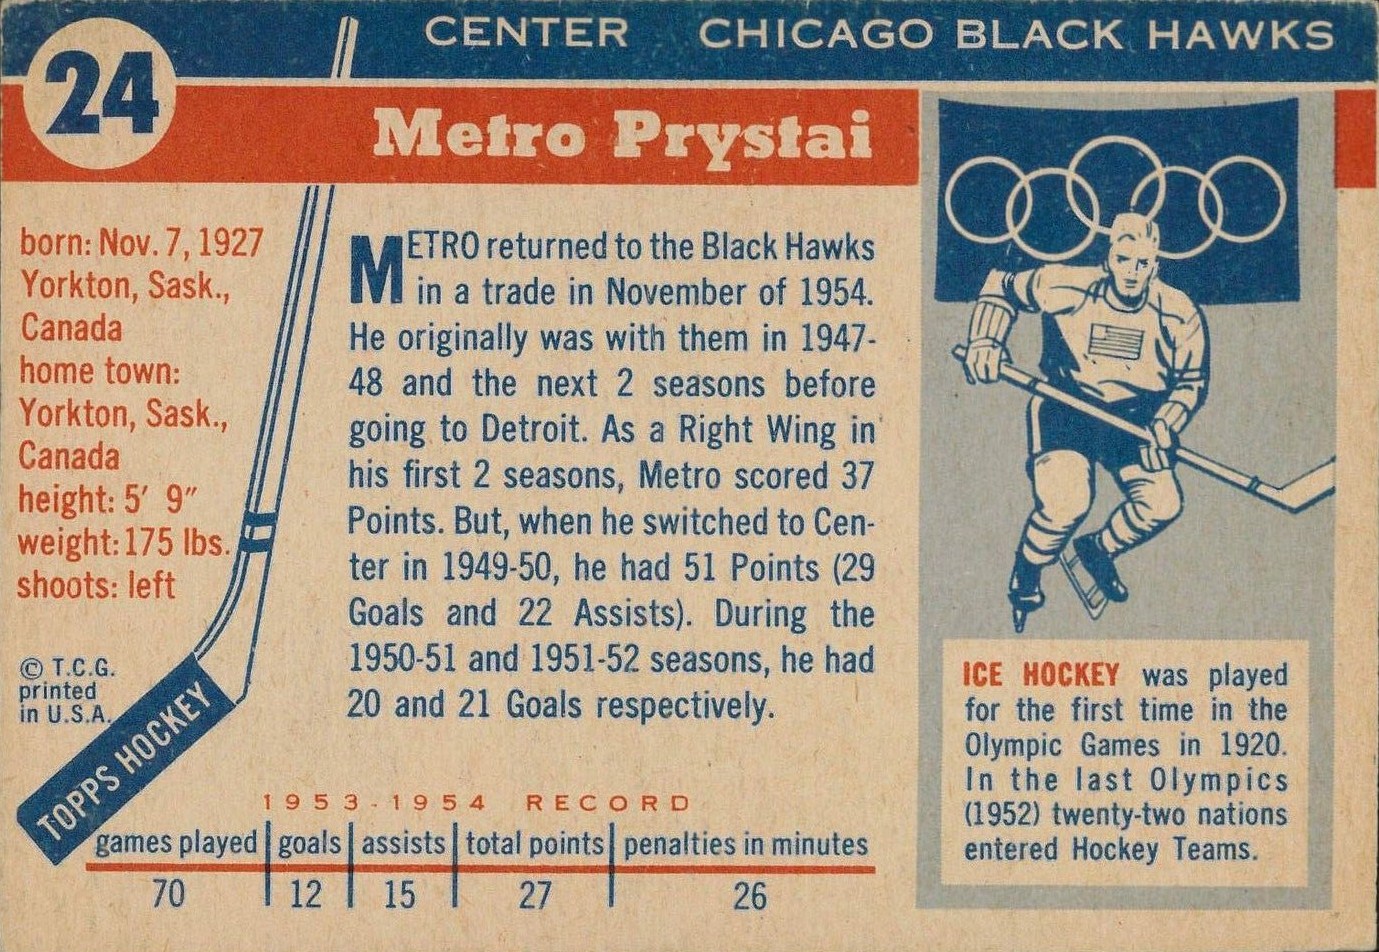 24
CENTER CHICAGO BLACK HAWKS
Metro Prystai
born: Nov. 7, 1927
Yorkton, Sask.,
Canada
home town:
Yorkton, Sask.,
Canada
height: 5′ 9″
weight: 175 lbs.
shoots: left
© T.C.G.
printed
in U.S.A.
TOPPS HOCKEY
METRO returned to the Black Hawks
in a trade in November of 1954.
He originally was with them in 1947-
48 and the next 2 seasons before
going to Detroit. As a Right Wing in
his first 2 seasons, Metro scored 37
Points. But, when he switched to Cen-
ter in 1949-50, he had 51 Points (29
Goals and 22 Assists). During the
1950-51 and 1951-52 seasons, he had
20 and 21 Goals respectively.
1953-1954 RECORD
games played goals assists total points penalties in minutes
70 12 15 27 26
ICE HOCKEY was played
for the first time in the
Olympic Games in 1920.
In the last Olympics
(1952) twenty-two nations
entered Hockey Teams.